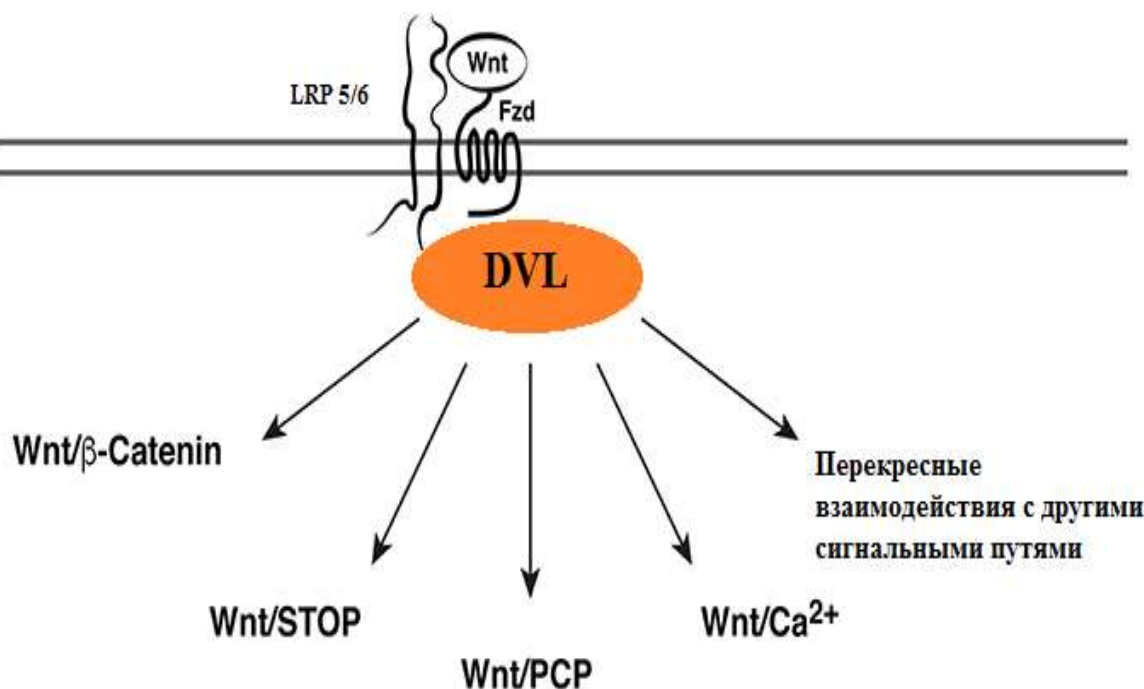 Wnt
LRP 5/6
Fzd
DVL
Wnt/β-Catenin
Перекресные
взаимодействия с другими
сигнальными путями
Wnt/STOP
Wnt/Ca²⁺
Wnt/PCP